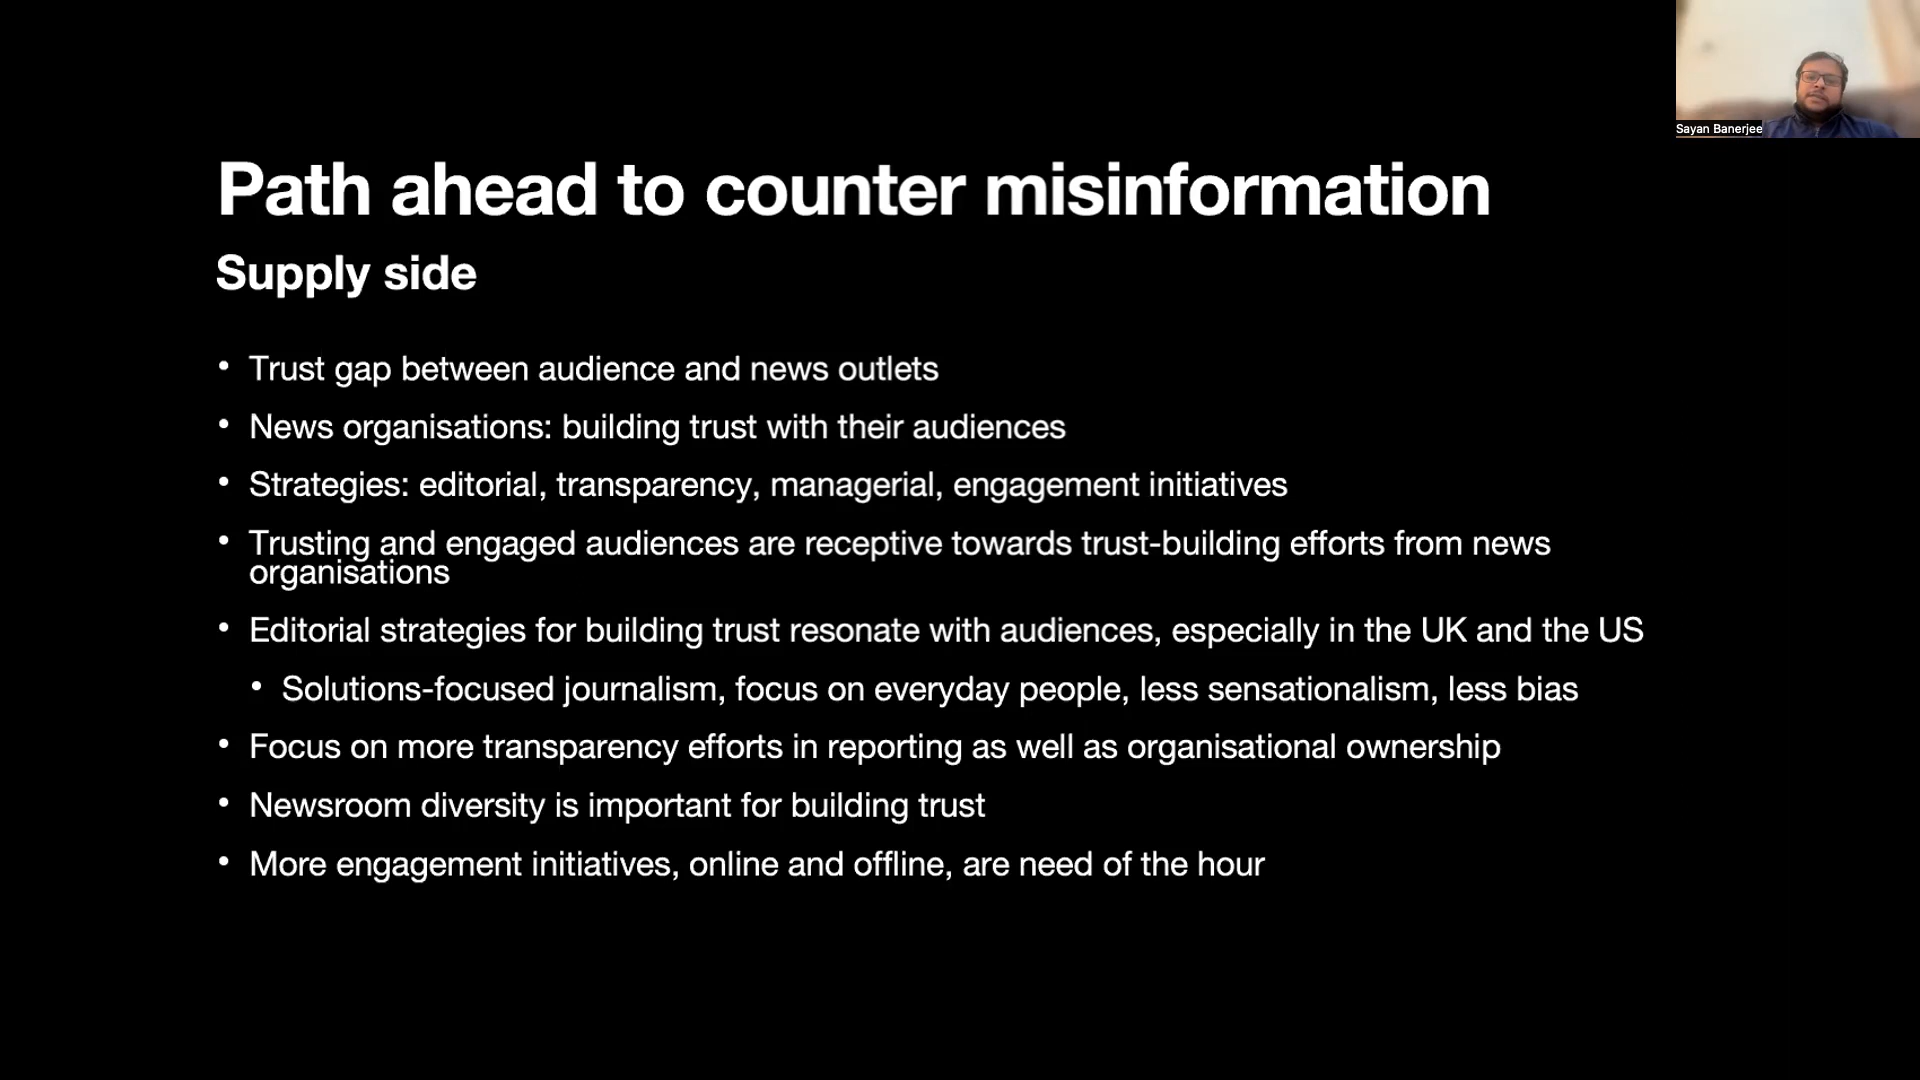 Sayan Banerjee
Path ahead to counter misinformation
Supply side
• Trust gap between audience and news outlets
• News organisations: building trust with their audiences
• Strategies: editorial, transparency, managerial, engagement initiatives
• Trusting and engaged audiences are receptive towards trust-building efforts from news
organisations
• Editorial strategies for building trust resonate with audiences, especially in the UK and the US
• Solutions-focused journalism, focus on everyday people, less sensationalism, less bias
• Focus on more transparency efforts in reporting as well as organisational ownership
• Newsroom diversity is important for building trust
• More engagement initiatives, online and offline, are need of the hour